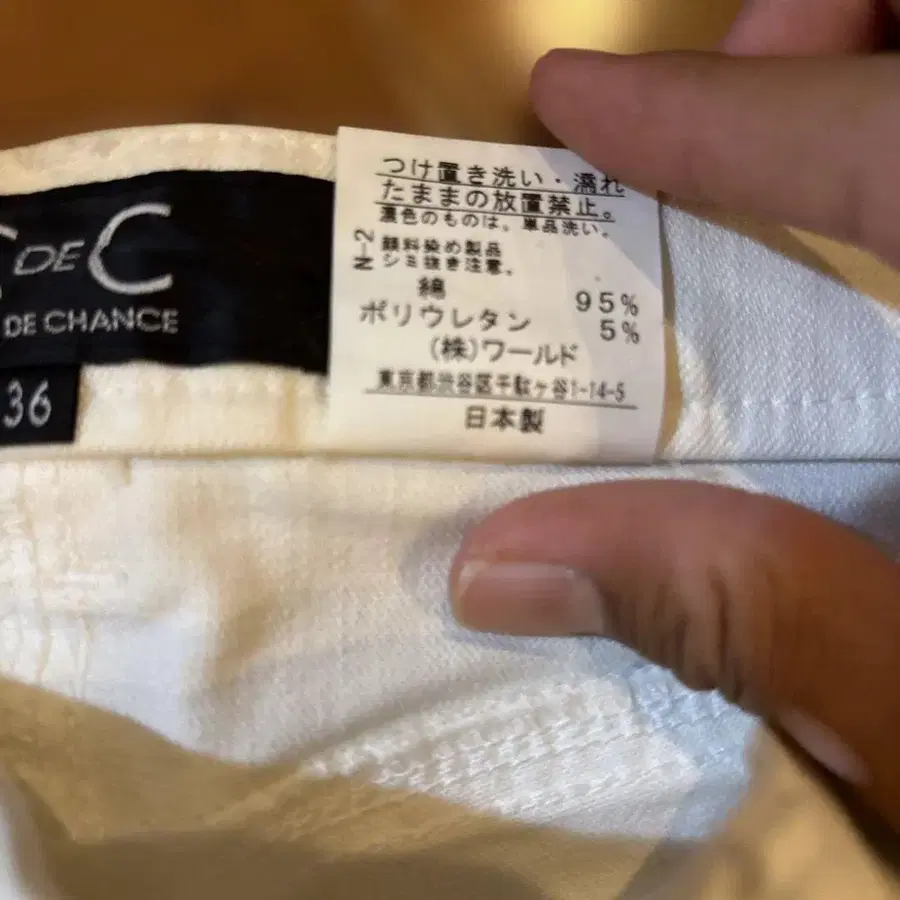 DE C
DE CHANCE
36
つけ置き洗い・濡れ
たままの放置禁止。
濃色のものは、単品洗い。
N-2
顔料染め製品
シミ抜き注意。
綿 95%
ポリウレタン 5%
(株)ワールド
東京都渋谷区千駄ヶ谷1-14-5
日本製